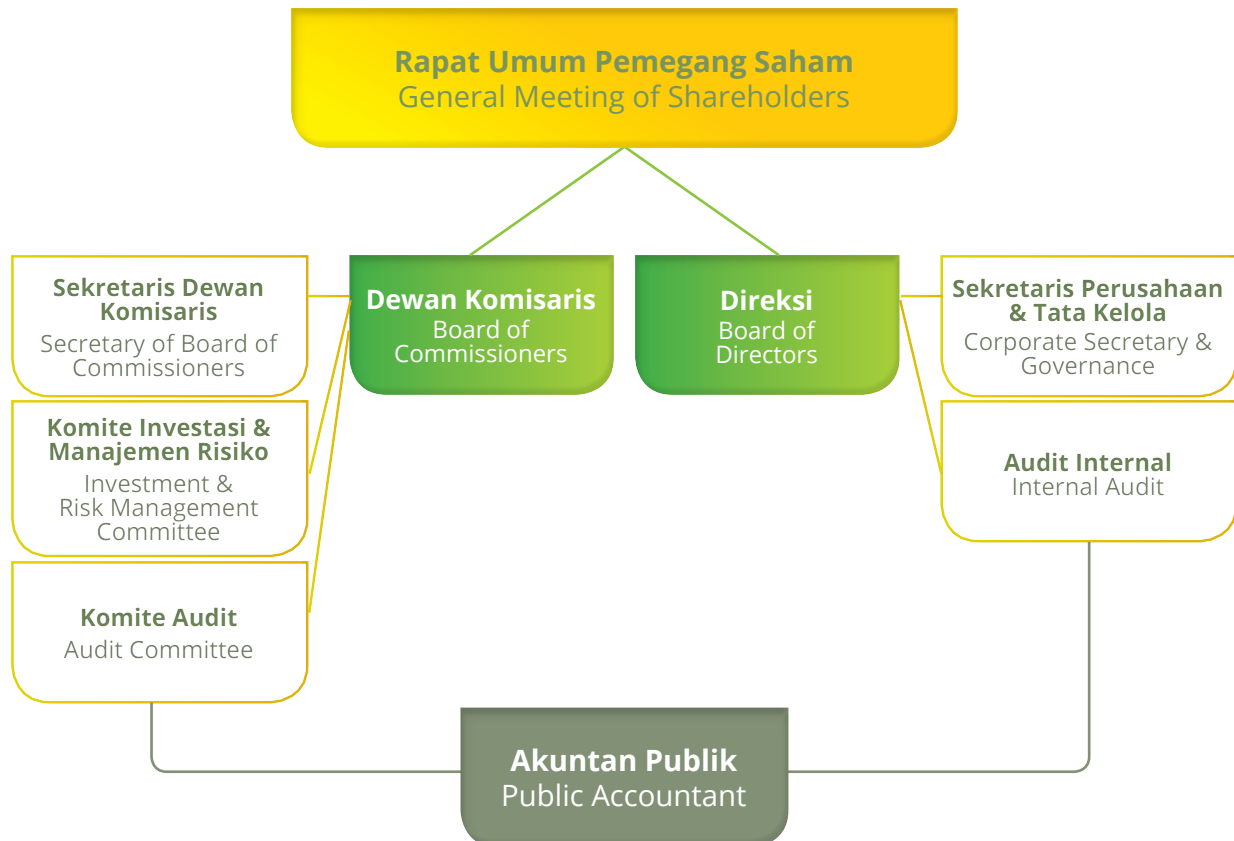 Rapat Umum Pemegang Saham
General Meeting of Shareholders
Sekretaris Dewan
Komisaris
Secretary of Board of
Commissioners
Dewan Komisaris
Board of
Commissioners
Direksi
Board of
Directors
Sekretaris Perusahaan
& Tata Kelola
Corporate Secretary &
Governance
Komite Investasi &
Manajemen Risiko
Investment &
Risk Management
Committee
Audit Internal
Internal Audit
Komite Audit
Audit Committee
Akuntan Publik
Public Accountant